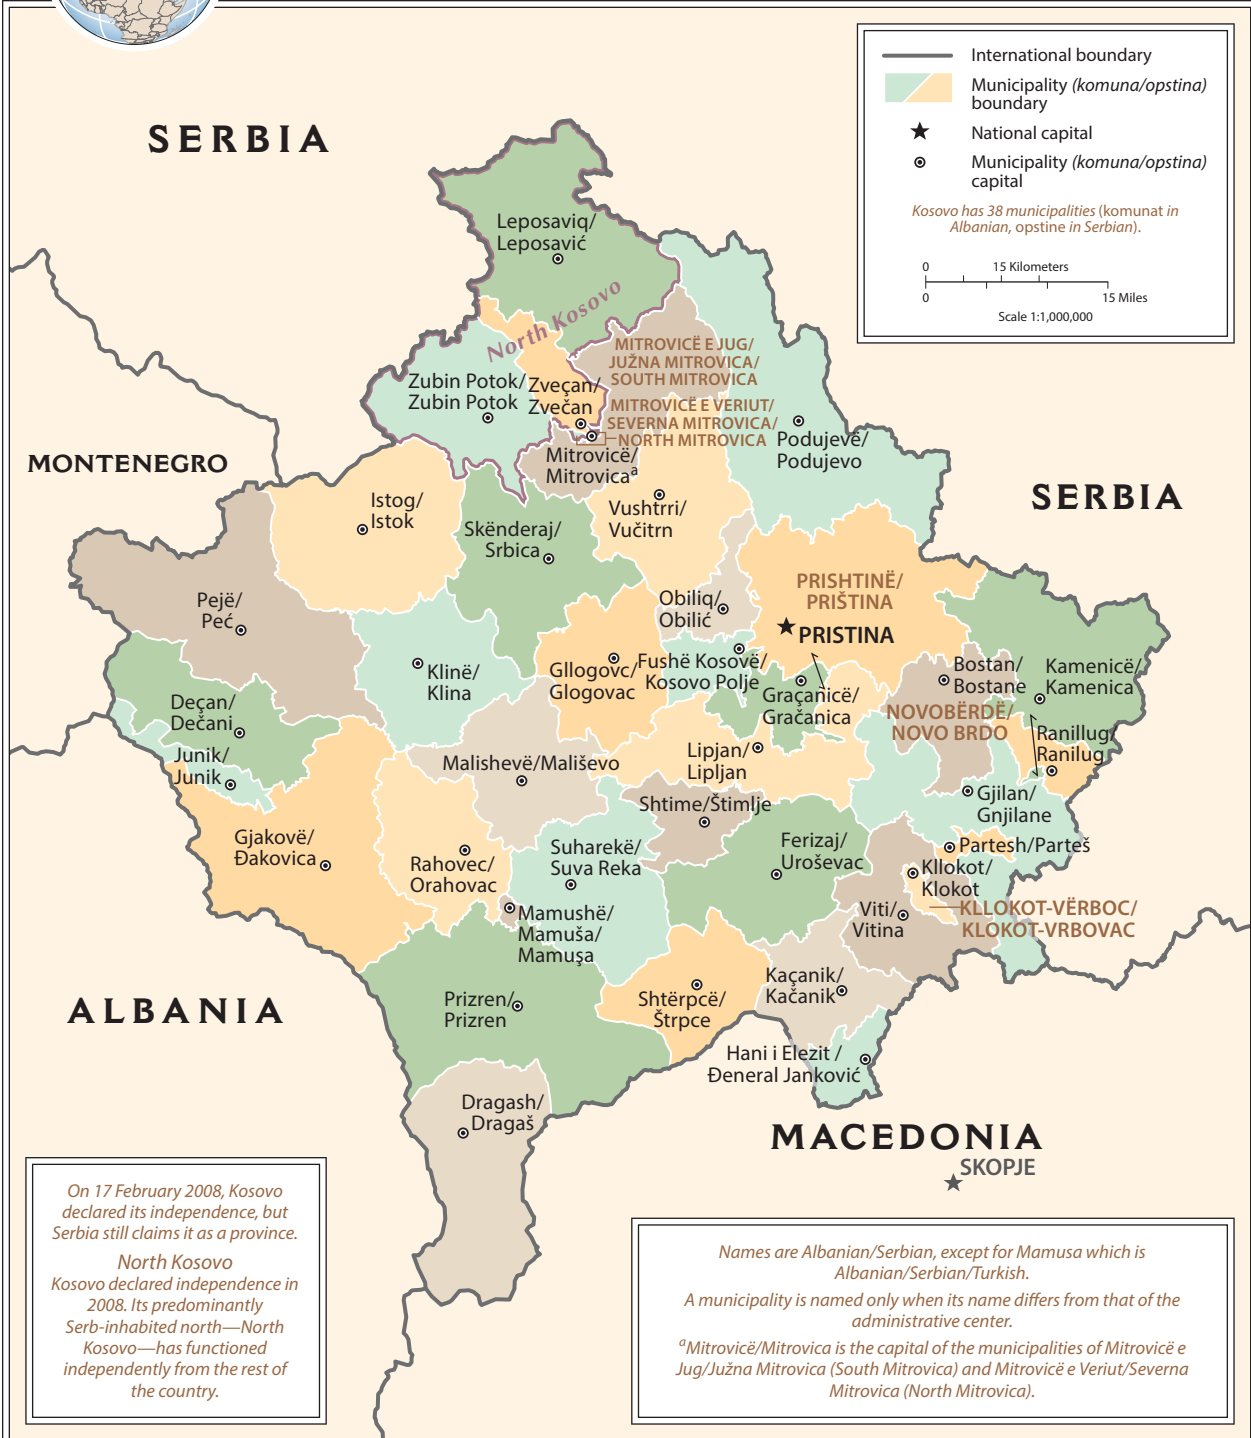 SERBIA
International boundary
Municipality (komuna/opstina)
boundary
National capital
Municipality (komuna/opstina)
capital
Kosovo has 38 municipalities (komunat in
Albanian, opstine in Serbian).
0 15 Kilometers
0 15 Miles
Scale 1:1,000,000
Leposaviq/
Leposavić
North Kosovo
MITROVICË E JUG/
JUŽNA MITROVICA/
SOUTH MITROVICA
Zubin Potok/
Zubin Potok
Zveçan/
Zvečan
MITROVICË E VERIUT/
SEVERNA MITROVICA/
NORTH MITROVICA
Podujevë/
Podujevo
Mitrovicë/
Mitrovicaa
MONTENEGRO
SERBIA
Istog/
Istok
Skënderaj/
Srbica
Vushtrri/
Vučitrn
Pejë/
Peć
Obiliq/
Obilić
PRISHTINË/
PRIŠTINA
PRISTINA
Klinë/
Klina
Gllogovc/
Glogovac
Fushë Kosovë/
Kosovo Polje
Graçanicë/
Gračanica
Bostan/
Bostane
Kamenicë/
Kamenica
Deçan/
Dečani
NOVOBËRDË/
NOVO BRDO
Ranillug/
Ranilug
Junik/
Junik
Malishevë/Mališevo
Lipjan/
Lipljan
Shtime/Štimlje
Gjilan/
Gnjilane
Gjakovë/
Đakovica
Rahovec/
Orahovac
Suharekë/
Suva Reka
Ferizaj/
Uroševac
Partesh/Parteš
Kllokot/
Klokot
Mamushë/
Mamuša/
Mamuşa
Viti/
Vitina
KLLOKOT-VËRBOC/
KLOKOT-VRBOVAC
ALBANIA
Prizren/
Prizren
Shtërpcë/
Štrpce
Kaçanik/
Kačanik
Hani i Elezit /
Đeneral Janković
Dragash/
Dragaš
MACEDONIA
SKOPJE
On 17 February 2008, Kosovo
declared its independence, but
Serbia still claims it as a province.
North Kosovo
Kosovo declared independence in
2008. Its predominantly
Serb-inhabited north—North
Kosovo—has functioned
independently from the rest of
the country.
Names are Albanian/Serbian, except for Mamusa which is
Albanian/Serbian/Turkish.
A municipality is named only when its name differs from that of the
administrative center.
aMitrovicë/Mitrovica is the capital of the municipalities of Mitrovicë e
Jug/Južna Mitrovica (South Mitrovica) and Mitrovicë e Veriut/Severna
Mitrovica (North Mitrovica).